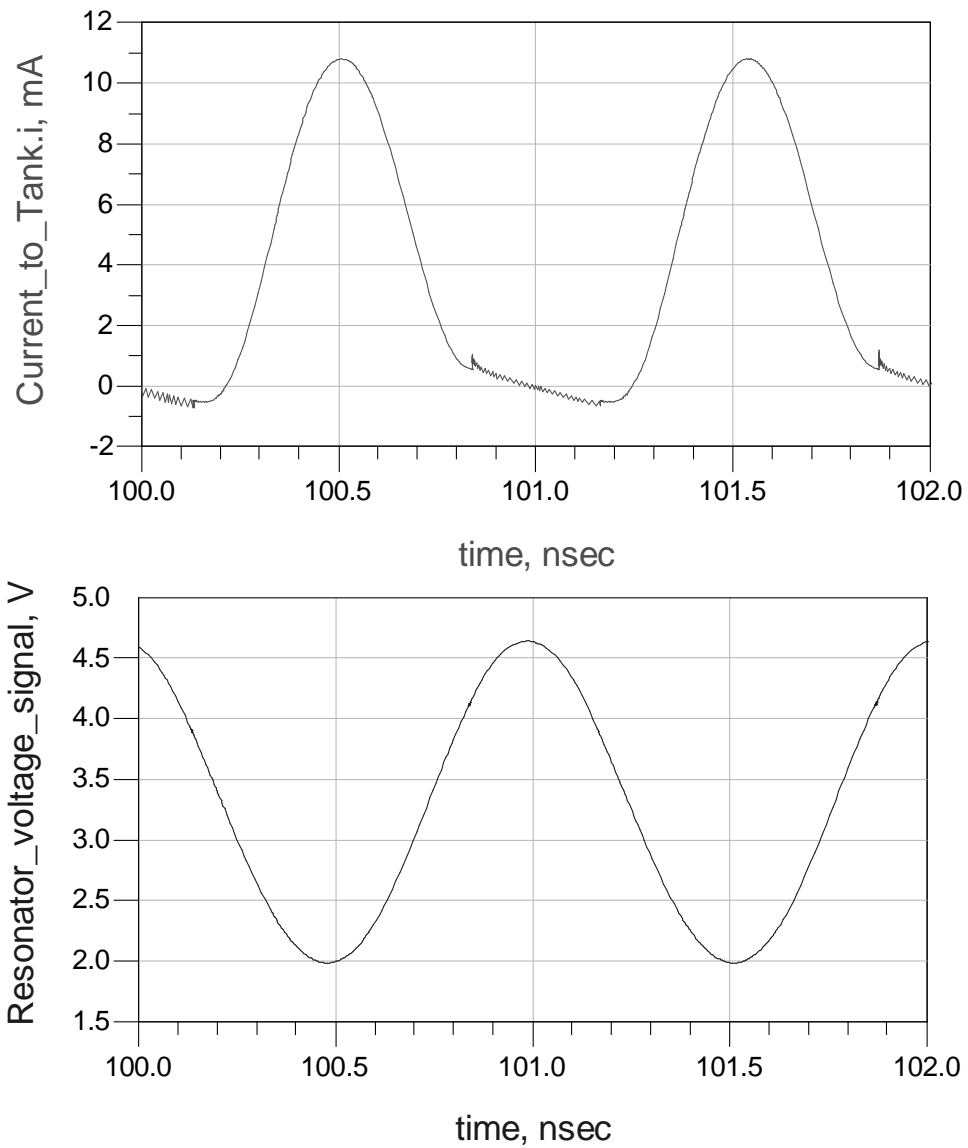 12
10
8
6
4
2
0
-2
Current_to_Tank.i, mA
100.0 100.5 101.0 101.5 102.0
time, nsec
5.0
4.5
4.0
3.5
3.0
2.5
2.0
1.5
Resonator_voltage_signal, V
100.0 100.5 101.0 101.5 102.0
time, nsec